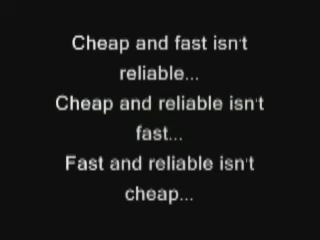 Cheap and fast isn't
reliable...
Cheap and reliable isn't
fast...
Fast and reliable isn't
cheap...